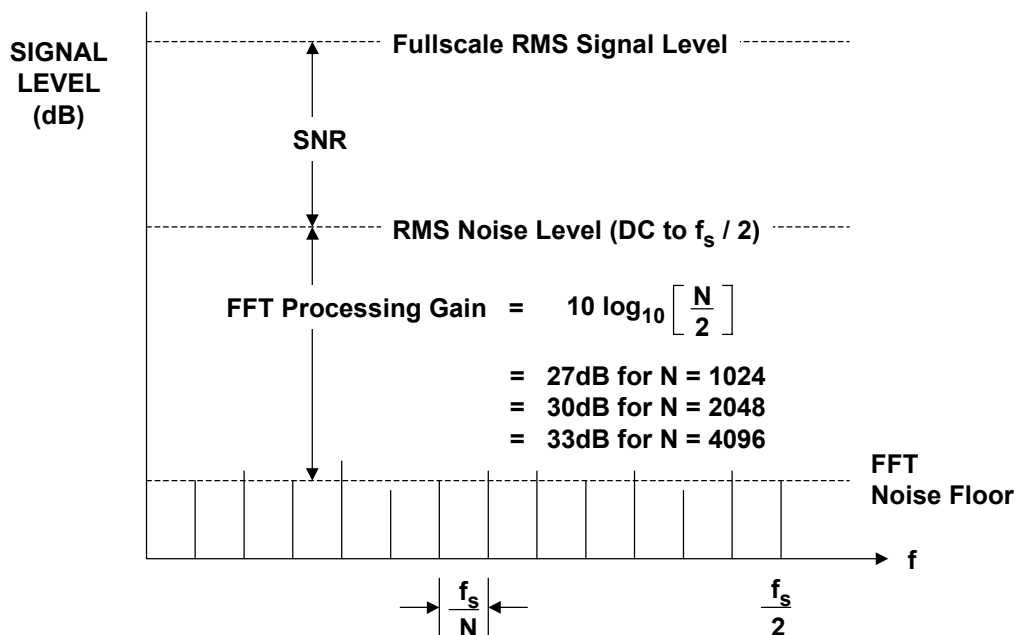 SIGNAL
LEVEL
(dB)
Fullscale RMS Signal Level
SNR
RMS Noise Level (DC to fs / 2)
FFT Processing Gain = 10 log10 [ N / 2 ]
= 27dB for N = 1024
= 30dB for N = 2048
= 33dB for N = 4096
FFT
Noise Floor
f
fs
N
fs
2